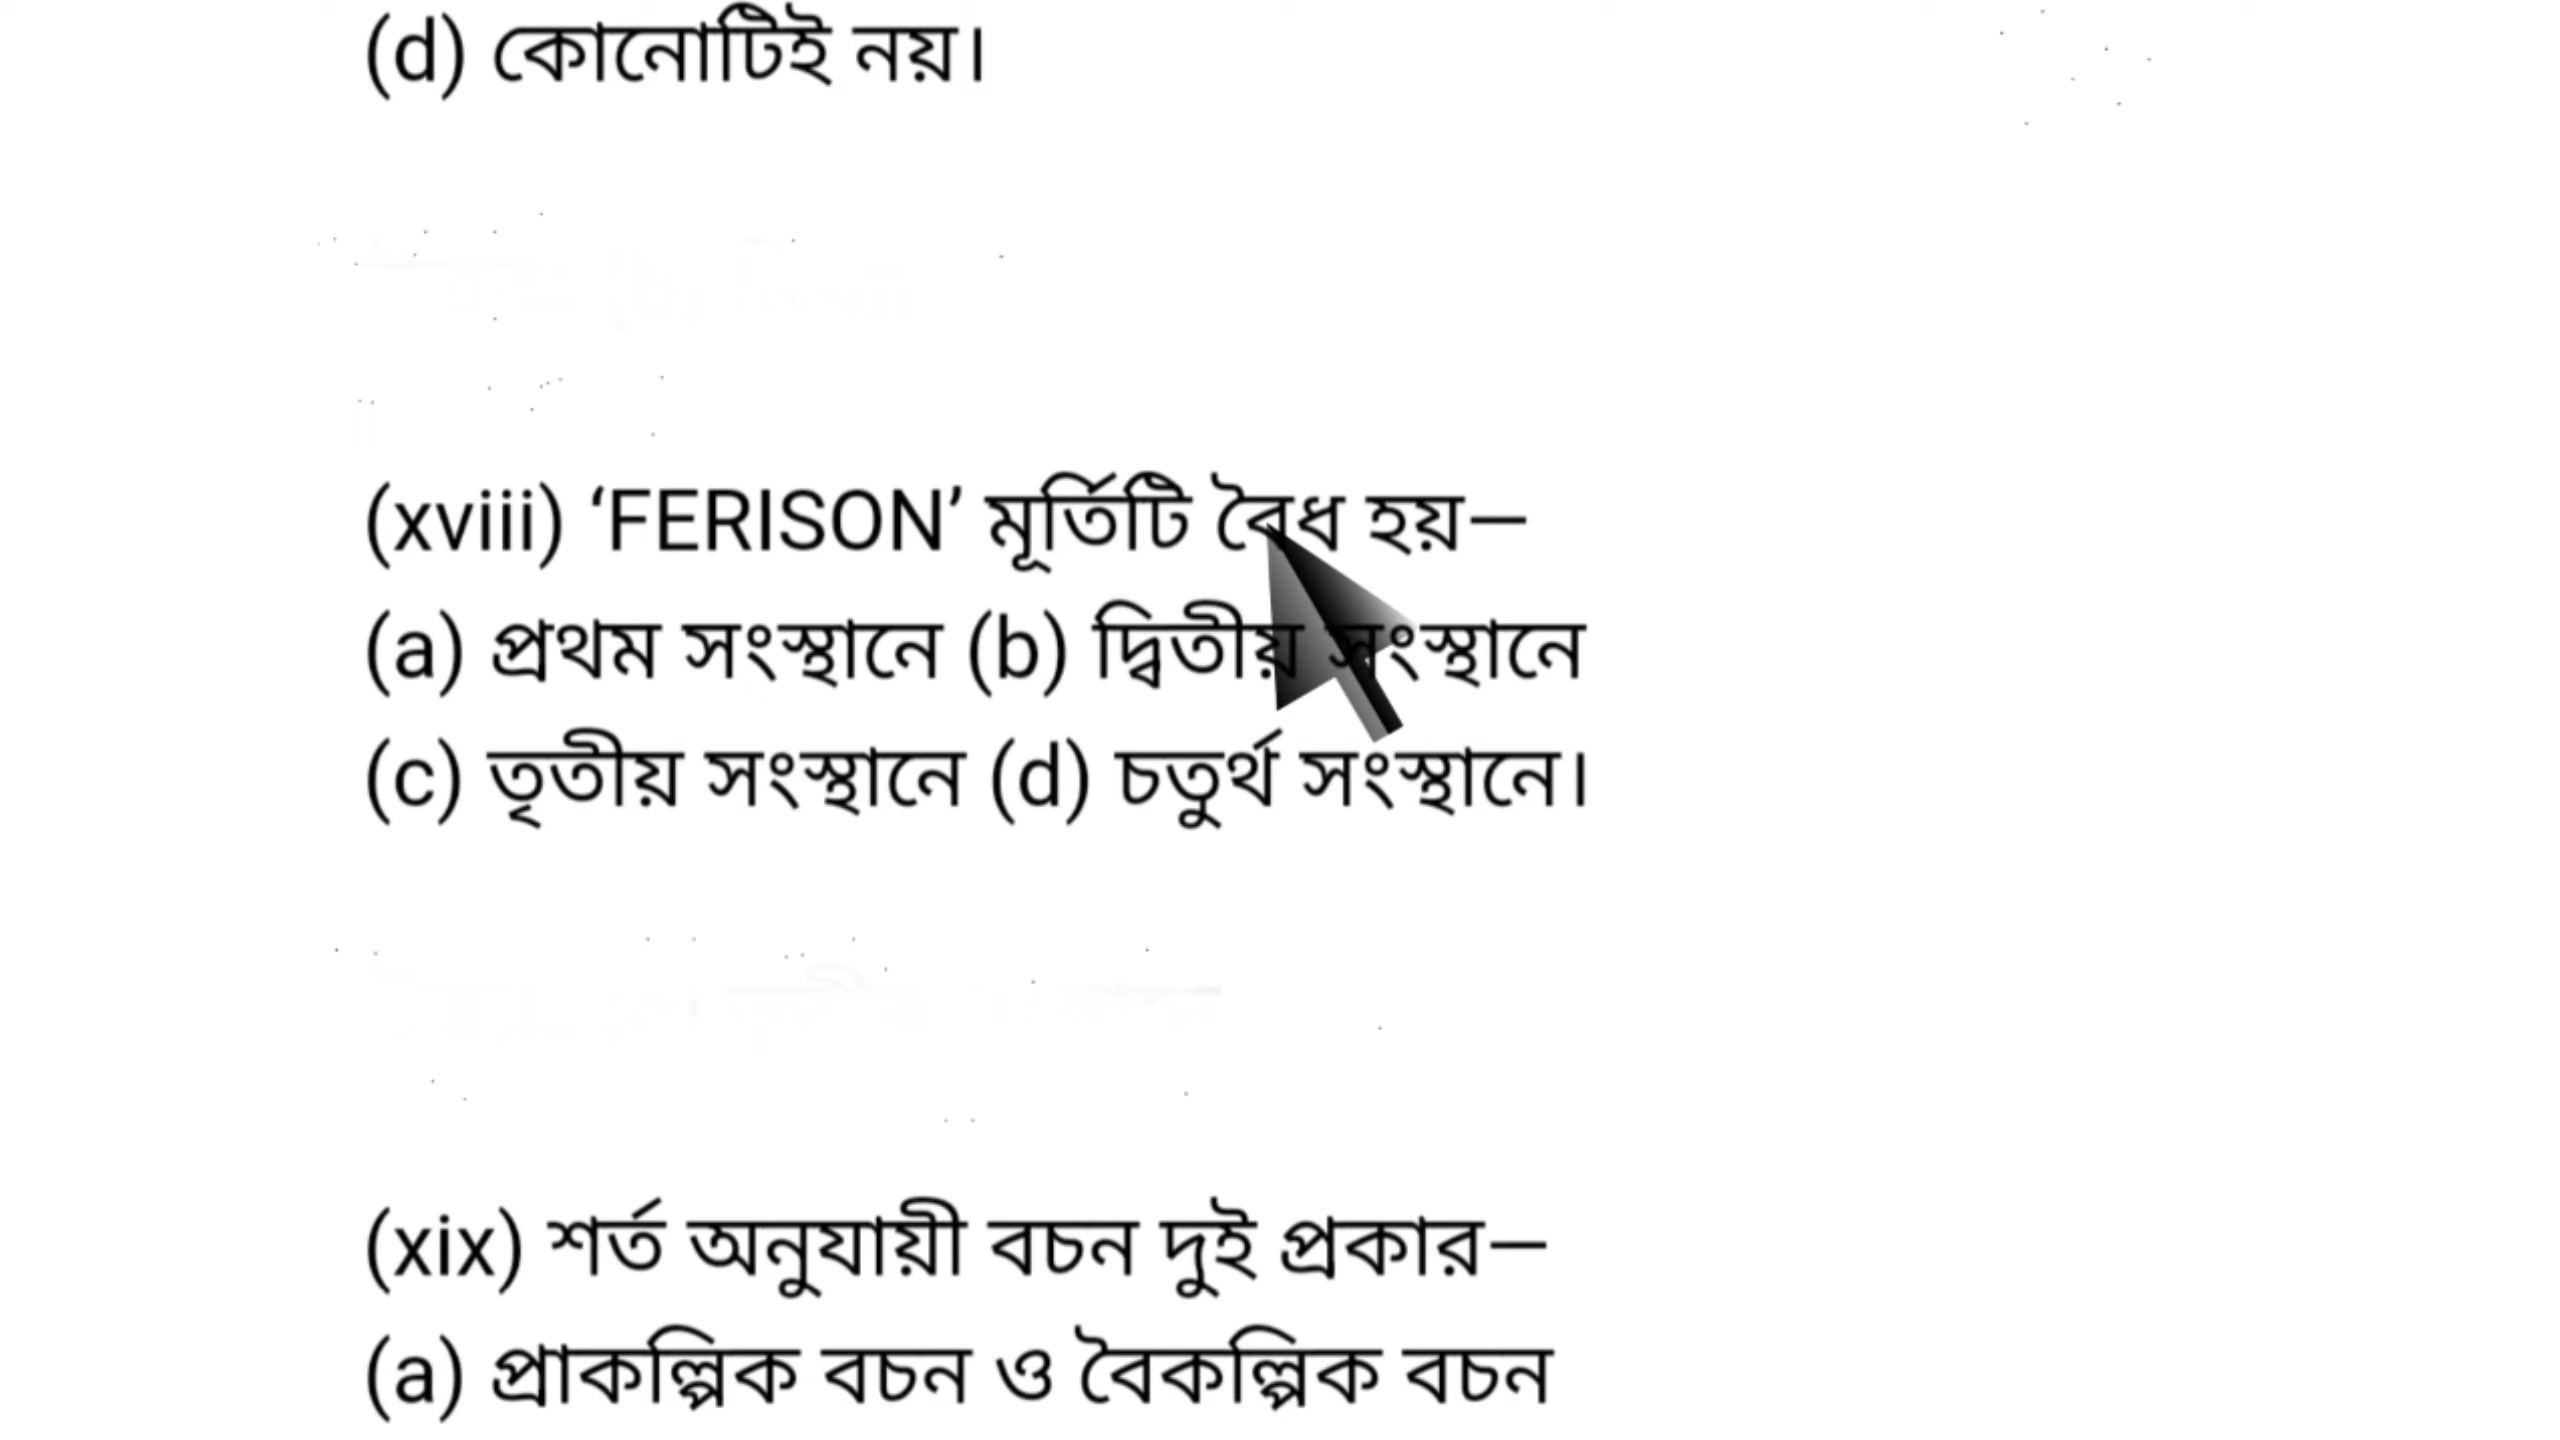 (d) কোনোটিই নয়।
(xviii) ‘FERISON’ মূর্তিটি বৈধ হয়—
(a) প্রথম সংস্থানে (b) দ্বিতীয় সংস্থানে
(c) তৃতীয় সংস্থানে (d) চতুর্থ সংস্থানে।
(xix) শর্ত অনুযায়ী বচন দুই প্রকার—
(a) প্রাকল্পিক বচন ও বৈকল্পিক বচন